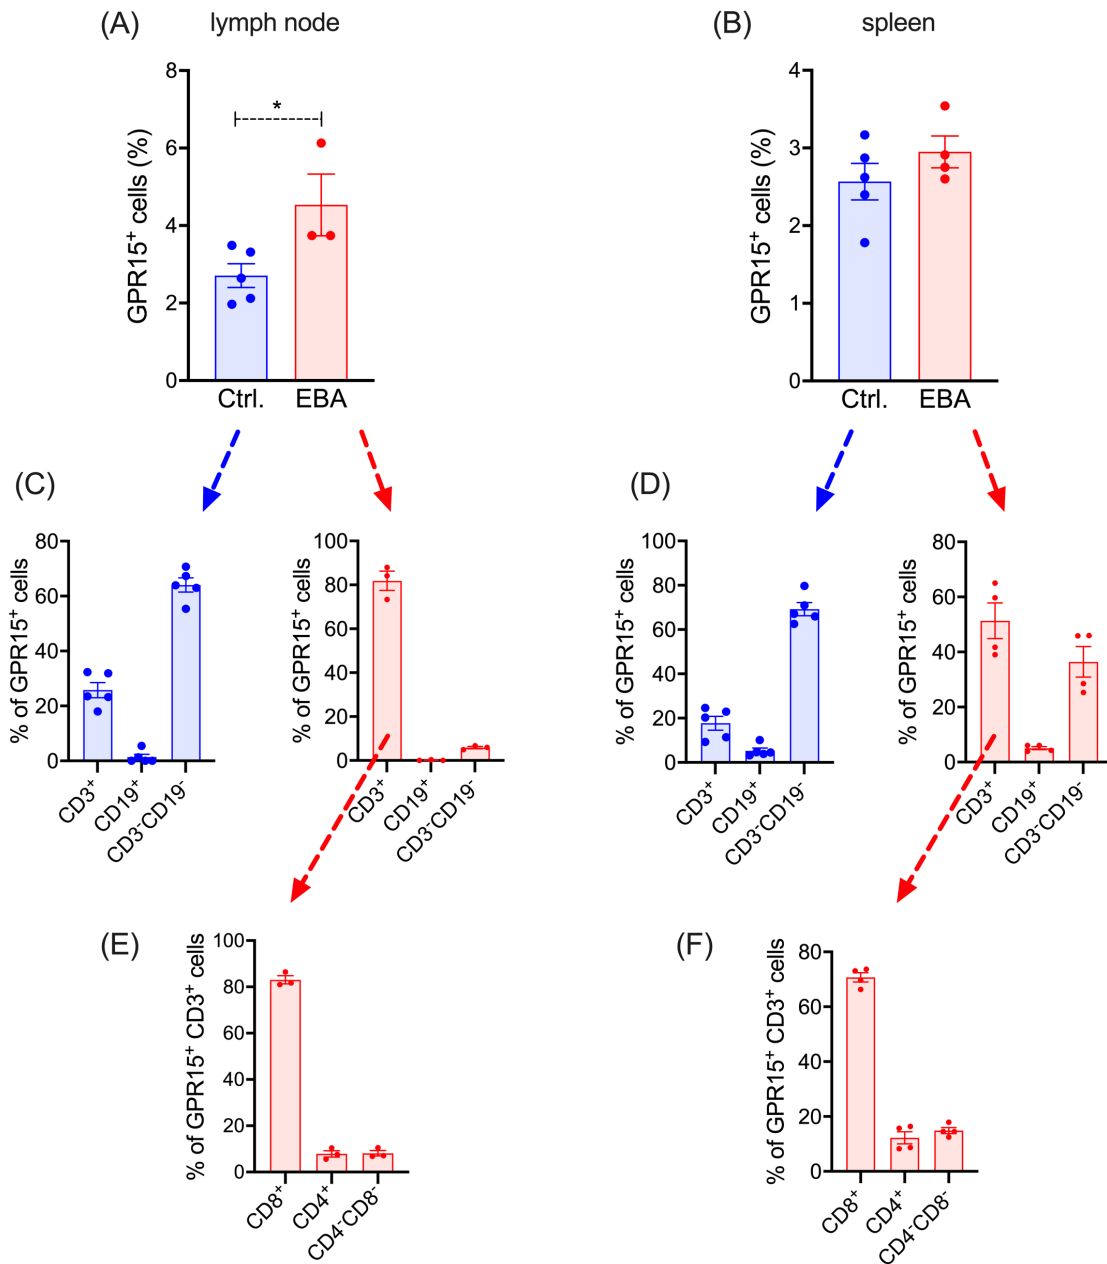 (A) lymph node
(B) spleen
GPR15⁺ cells (%)
8
6
4
2
0
*
Ctrl. EBA
GPR15⁺ cells (%)
4
3
2
1
0
Ctrl. EBA
(C)
% of GPR15⁺ cells
80
60
40
20
0
CD3⁺
CD19⁺
CD3⁻CD19⁻
% of GPR15⁺ cells
100
80
60
40
20
0
CD3⁺
CD19⁺
CD3⁻CD19⁻
(D)
% of GPR15⁺ cells
100
80
60
40
20
0
CD3⁺
CD19⁺
CD3⁻CD19⁻
% of GPR15⁺ cells
80
60
40
20
0
CD3⁺
CD19⁺
CD3⁻CD19⁻
(E)
% of GPR15⁺ CD3⁺ cells
100
80
60
40
20
0
CD8⁺
CD4⁺
CD4⁻CD8⁻
(F)
% of GPR15⁺ CD3⁺ cells
80
60
40
20
0
CD8⁺
CD4⁺
CD4⁻CD8⁻